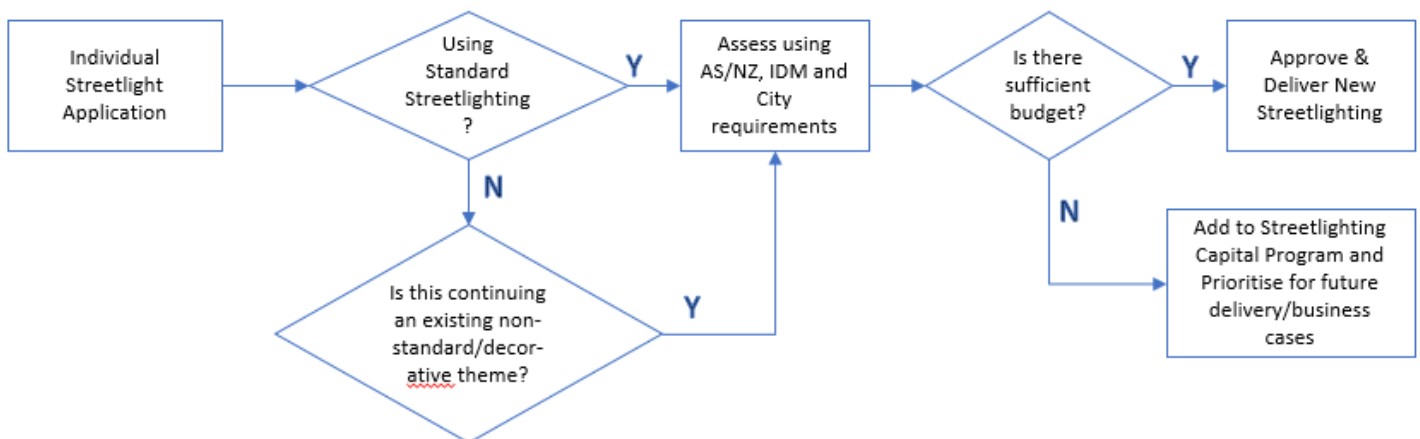 Individual
Streetlight
Application
Using
Standard
Streetlighting
?
Y
Assess using
AS/NZ, IDM and
City
requirements
Is there
sufficient
budget?
Y
Approve &
Deliver New
Streetlighting
N
Is this continuing
an existing non-
standard/decor-
ative theme?
Y
N
Add to Streetlighting
Capital Program and
Prioritise for future
delivery/business
cases